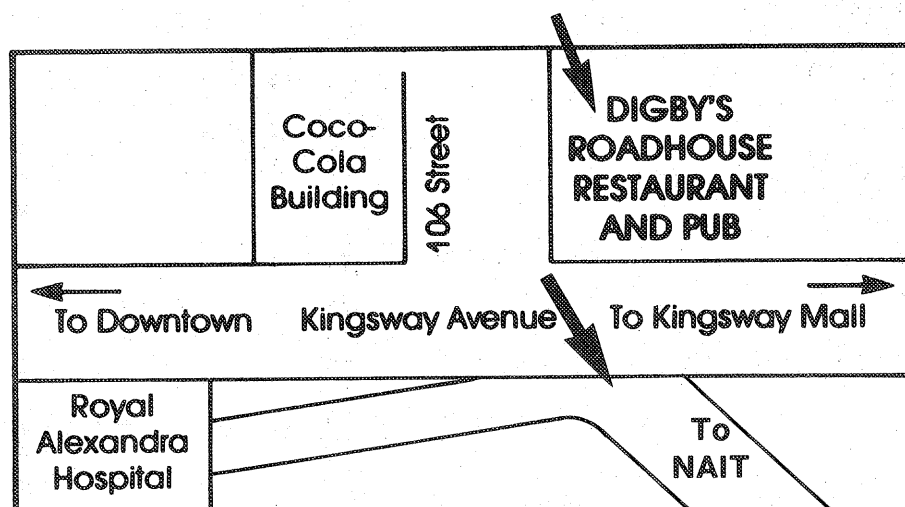 Coco-
Cola
Building
106 Street
DIGBY'S
ROADHOUSE
RESTAURANT
AND PUB
To Downtown
Kingsway Avenue
To Kingsway Mall
Royal
Alexandra
Hospital
To
NAIT